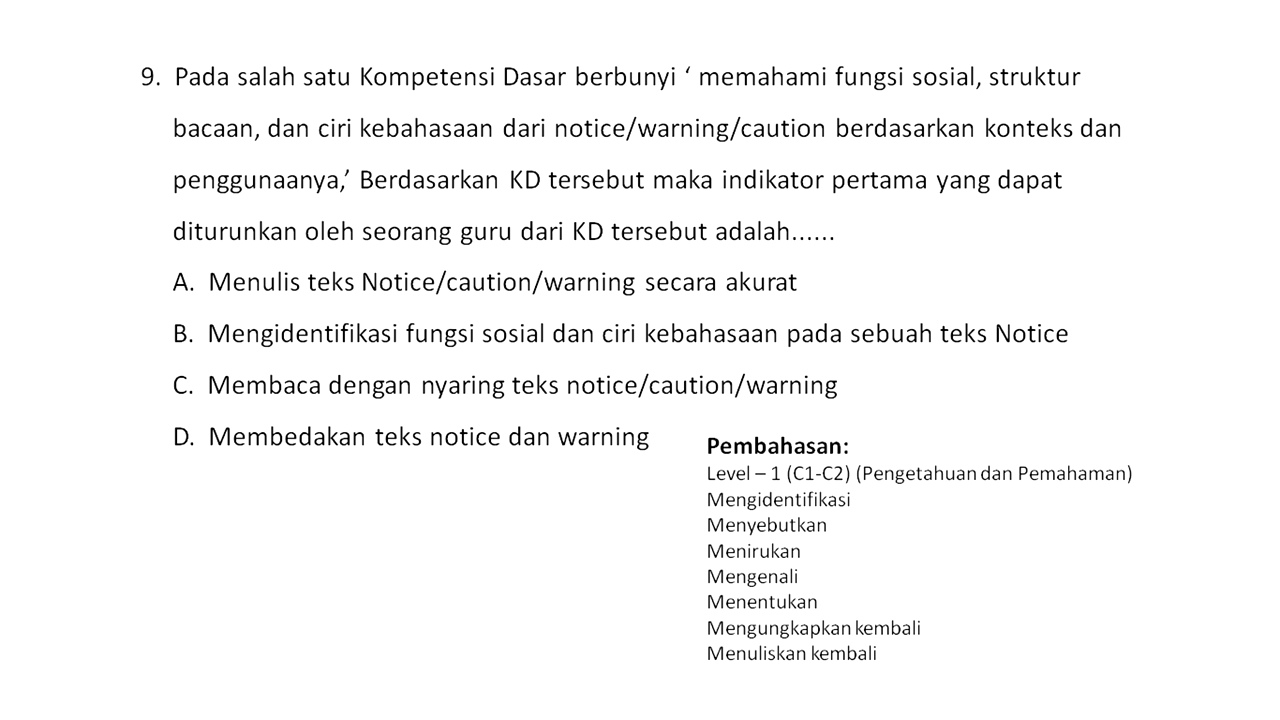 9. Pada salah satu Kompetensi Dasar berbunyi ‘ memahami fungsi sosial, struktur
bacaan, dan ciri kebahasaan dari notice/warning/caution berdasarkan konteks dan
penggunaanya,’ Berdasarkan KD tersebut maka indikator pertama yang dapat
diturunkan oleh seorang guru dari KD tersebut adalah......
A. Menulis teks Notice/caution/warning secara akurat
B. Mengidentifikasi fungsi sosial dan ciri kebahasaan pada sebuah teks Notice
C. Membaca dengan nyaring teks notice/caution/warning
D. Membedakan teks notice dan warning
Pembahasan:
Level – 1 (C1-C2) (Pengetahuan dan Pemahaman)
Mengidentifikasi
Menyebutkan
Menirukan
Mengenali
Menentukan
Mengungkapkan kembali
Menuliskan kembali